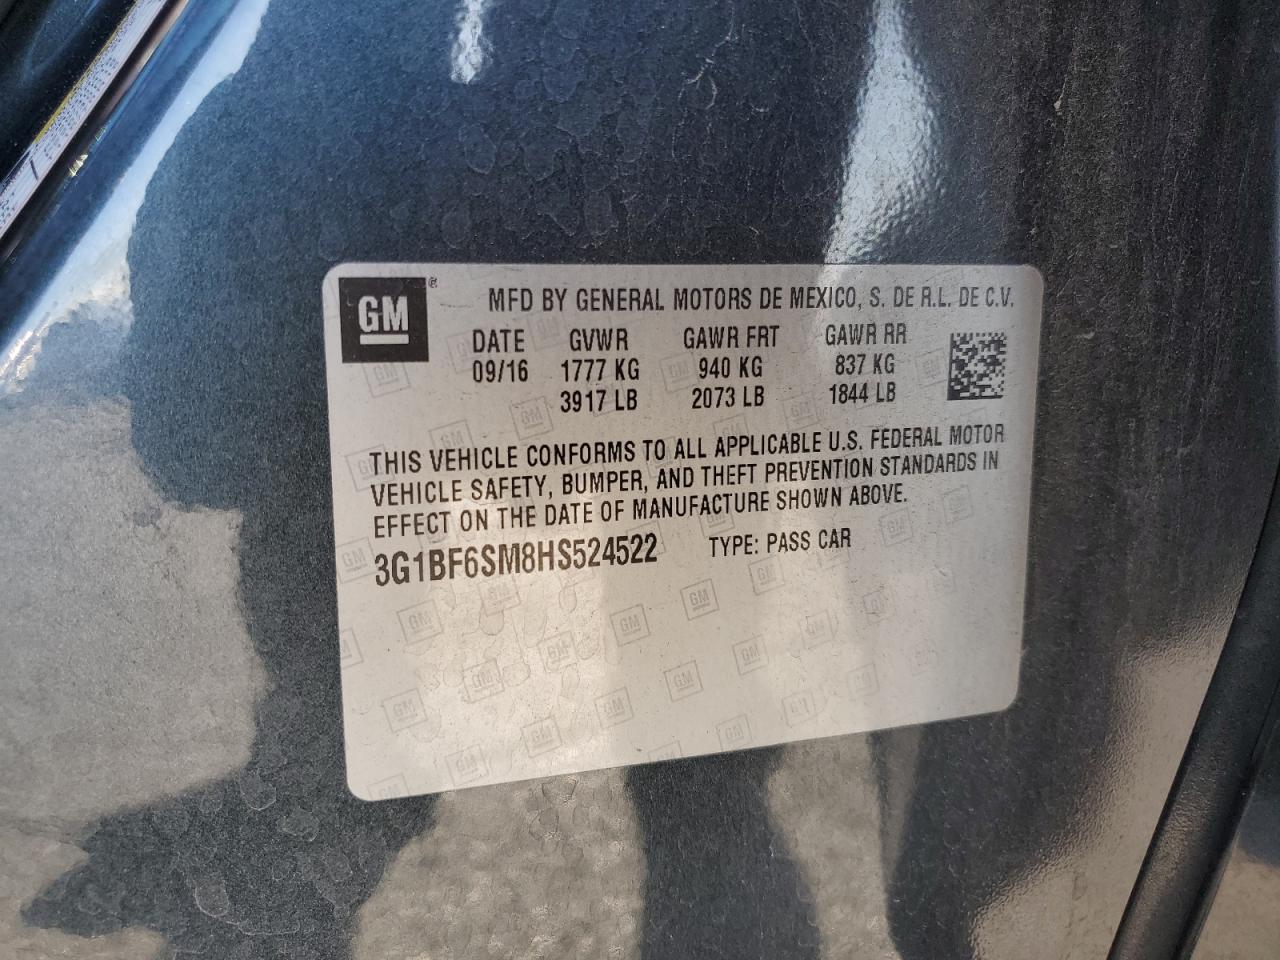 GM®
MFD BY GENERAL MOTORS DE MEXICO, S. DE R.L. DE C.V.
DATE GVWR GAWR FRT GAWR RR
09/16 1777 KG 940 KG 837 KG
3917 LB 2073 LB 1844 LB
THIS VEHICLE CONFORMS TO ALL APPLICABLE U.S. FEDERAL MOTOR
VEHICLE SAFETY, BUMPER, AND THEFT PREVENTION STANDARDS IN
EFFECT ON THE DATE OF MANUFACTURE SHOWN ABOVE.
3G1BF6SM8HS524522 TYPE: PASS CAR